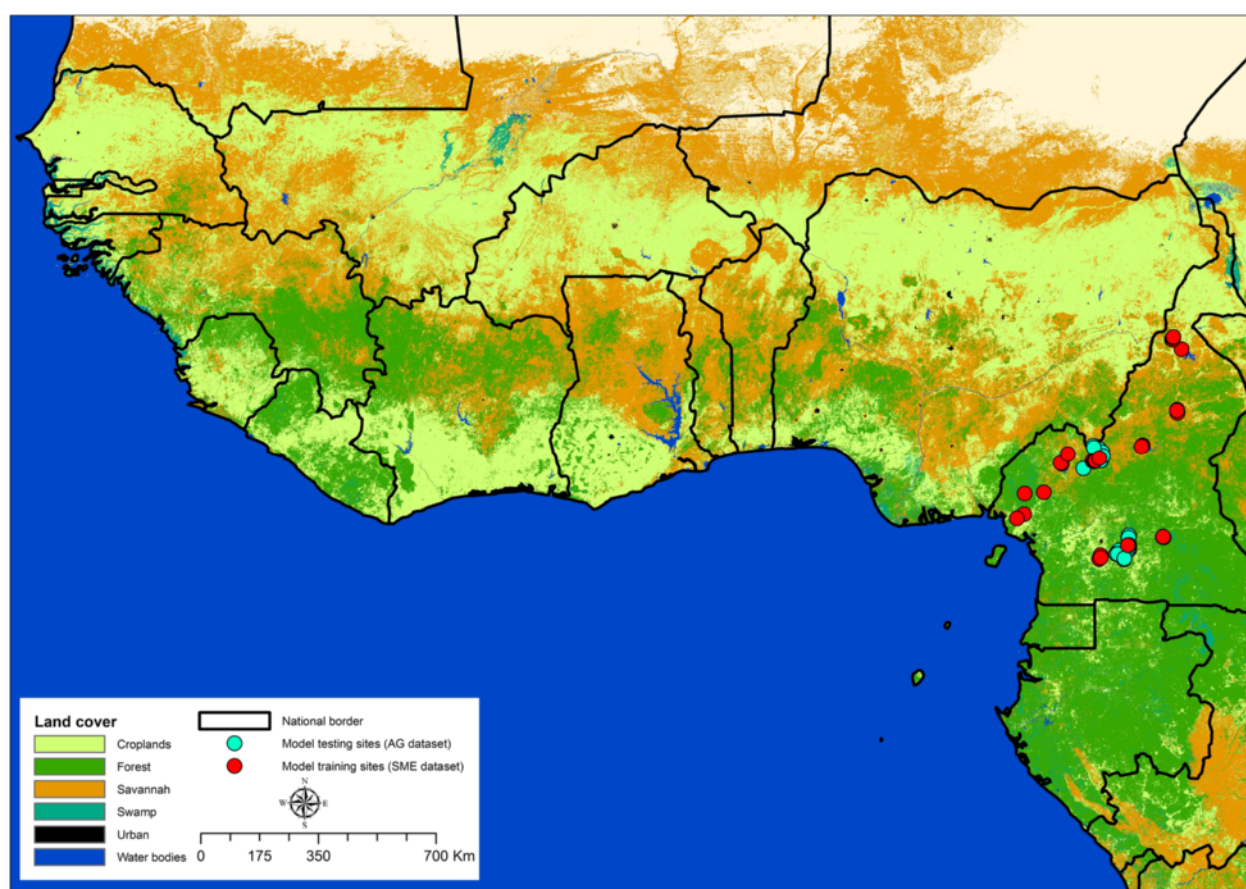 Land cover
Croplands
Forest
Savannah
Swamp
Urban
Water bodies
National border
Model testing sites (AG dataset)
Model training sites (SME dataset)
N
W E
S
0 175 350 700 Km